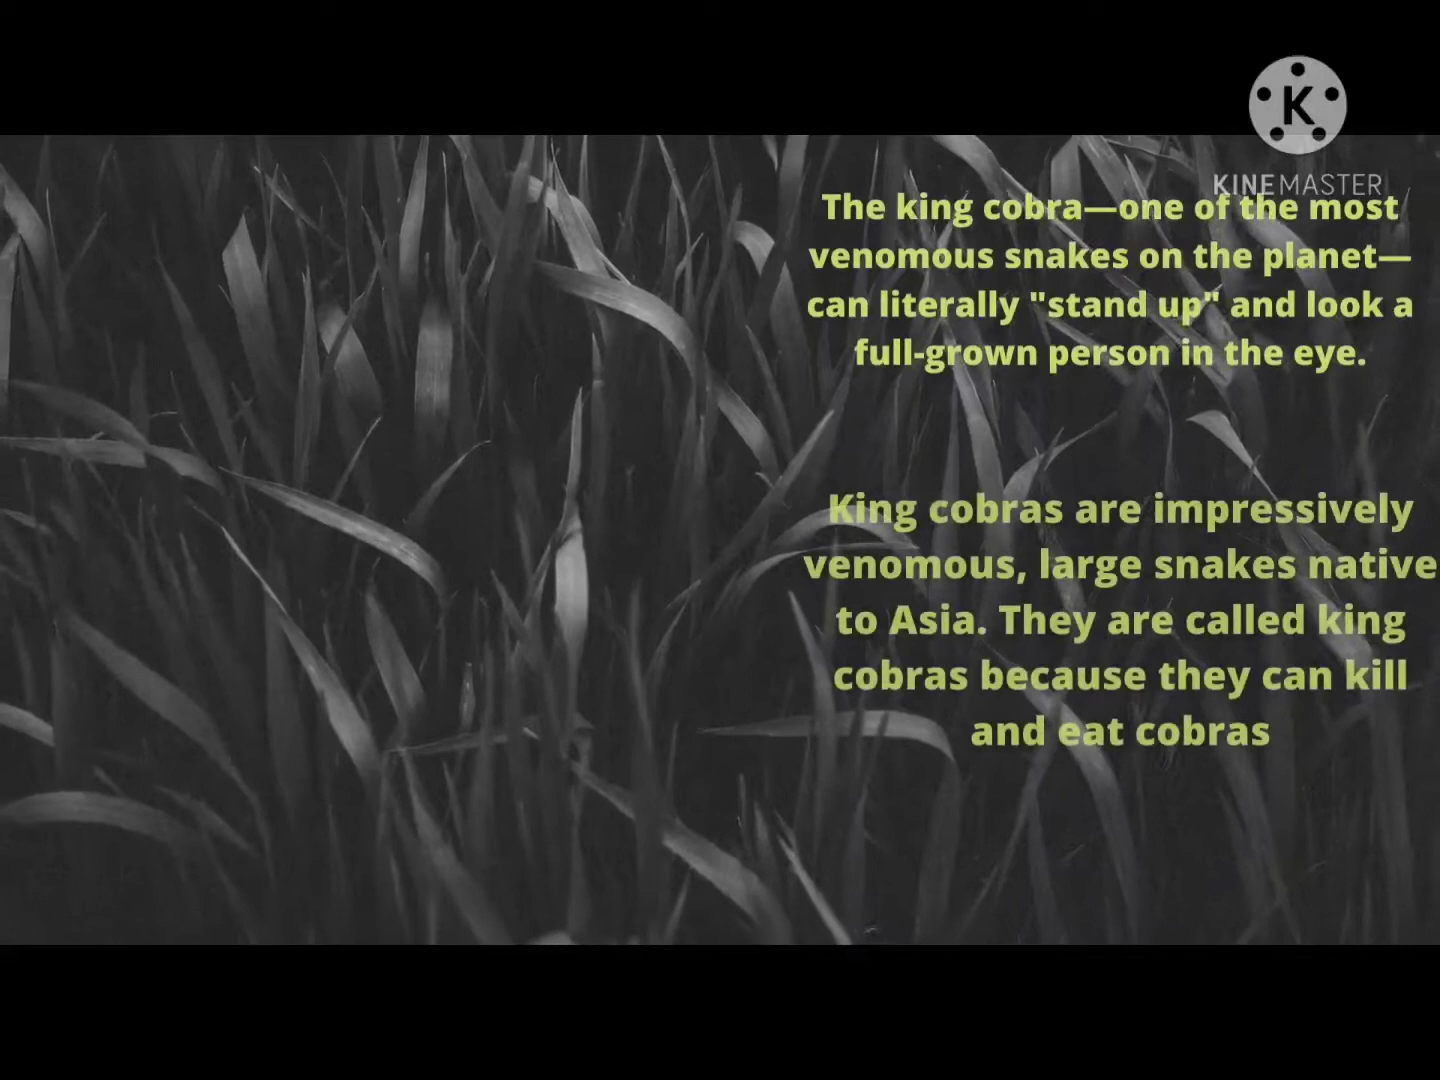 K
KINEMASTER
The king cobra—one of the most
venomous snakes on the planet—
can literally "stand up" and look a
full-grown person in the eye.
King cobras are impressively
venomous, large snakes native
to Asia. They are called king
cobras because they can kill
and eat cobras